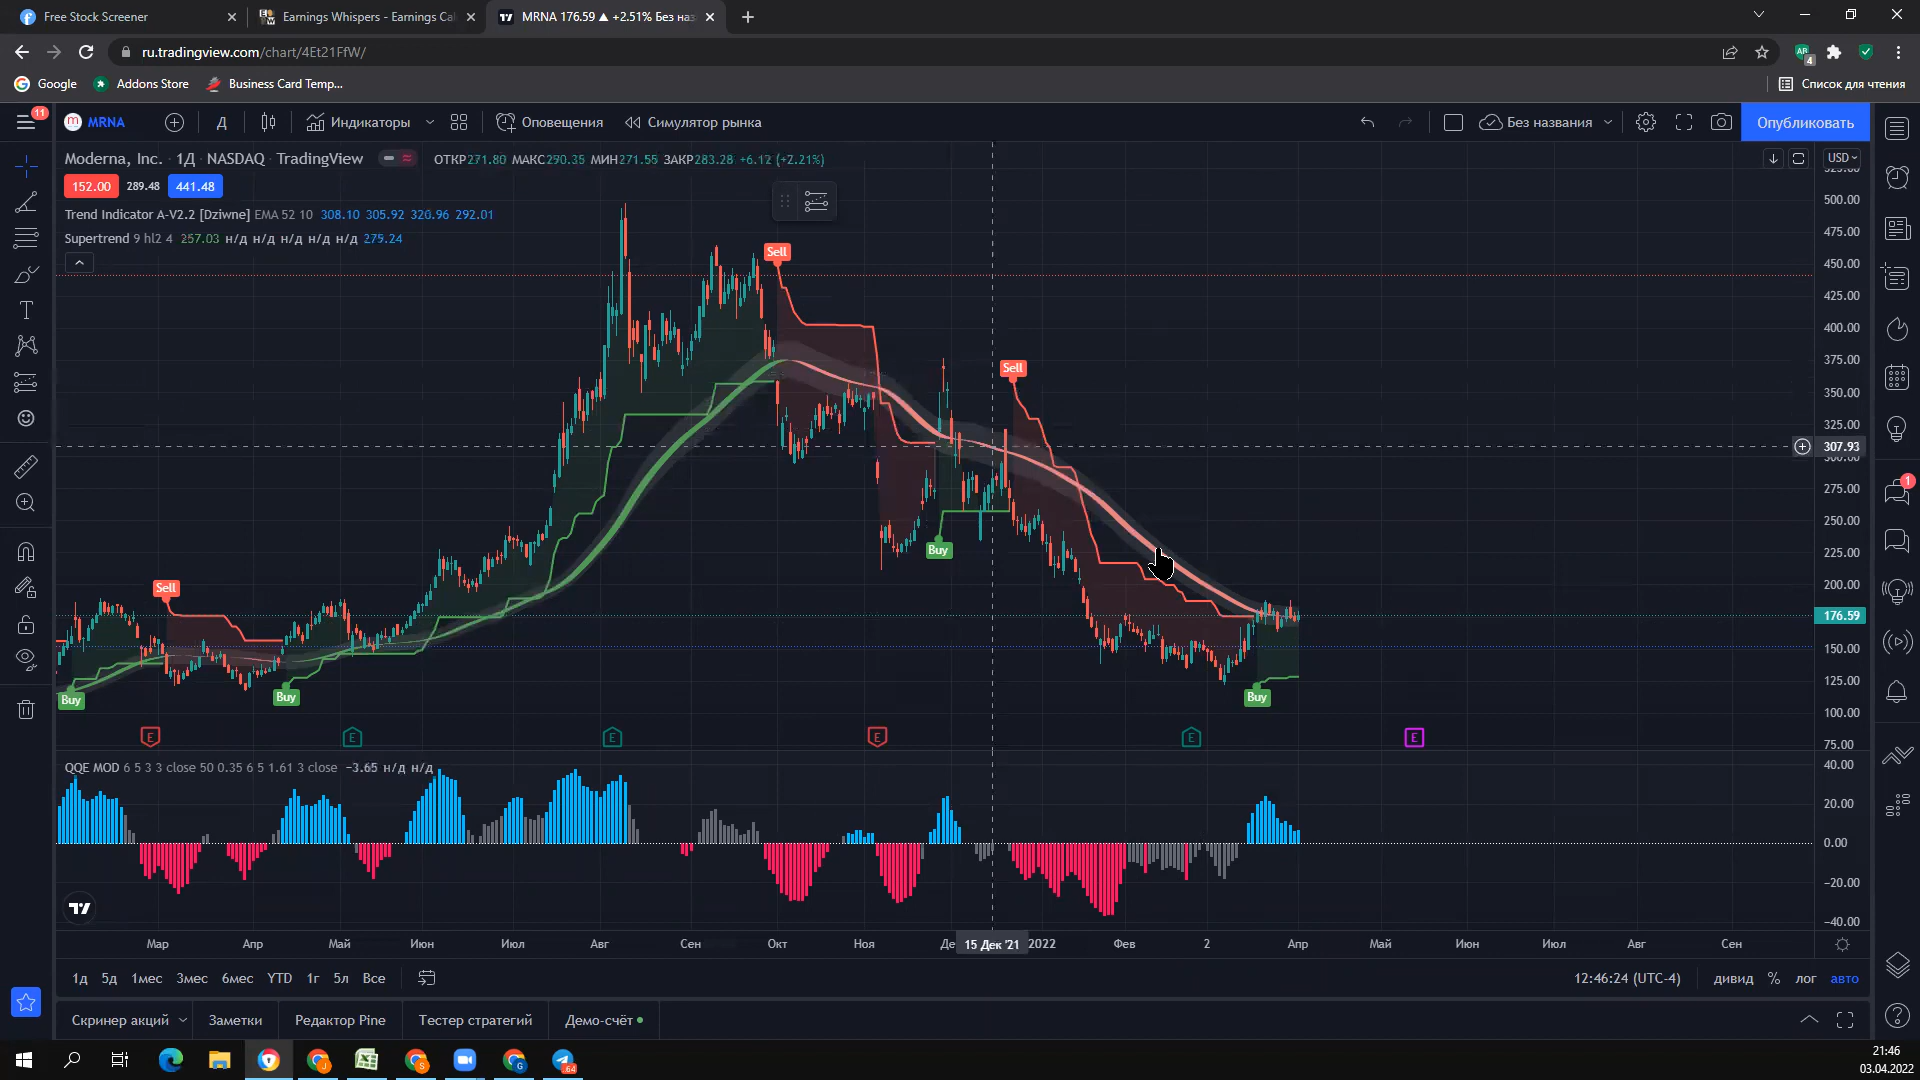 Free Stock Screener
Earnings Whispers - Earnings Cal
MRNA 176.59 ▲ +2.51% Без наз
ru.tradingview.com/chart/4Et21FfW/
Google
Addons Store
Business Card Temp...
Список для чтения
11
MRNA
Д
Индикаторы
Оповещения
Симулятор рынка
Без названия
Опубликовать
Moderna, Inc. · 1Д · NASDAQ · TradingView
ОТКР271.80 МАКС290.35 МИН271.55 ЗАКР283.28 +6.12 (+2.21%)
USD
152.00 289.48 441.48
Trend Indicator A-V2.2 [Dziwne] EMA 52 10 308.10 305.92 320.96 292.01
Supertrend 9 hl2 4 257.03 н/д н/д н/д н/д н/д 279.24
500.00
475.00
450.00
425.00
400.00
375.00
350.00
325.00
307.93
275.00
250.00
225.00
200.00
176.59
150.00
125.00
100.00
75.00
Sell
Sell
Sell
Buy
Buy
Buy
Buy
E
E
E
E
E
E
QQE MOD 6 5 3 3 close 50 0.35 6 5 1.61 3 close −3.65 н/д н/д
40.00
20.00
0.00
−20.00
−40.00
Мар
Апр
Май
Июн
Июл
Авг
Сен
Окт
Ноя
Де
15 Дек '21
2022
Фев
2
Апр
Май
Июн
Июл
Авг
Сен
1д 5д 1мес 3мес 6мес YTD 1г 5л Все
12:46:24 (UTC-4)
дивид % лог авто
Скринер акций
Заметки
Редактор Pine
Тестер стратегий
Демо-счёт
21:46
03.04.2022